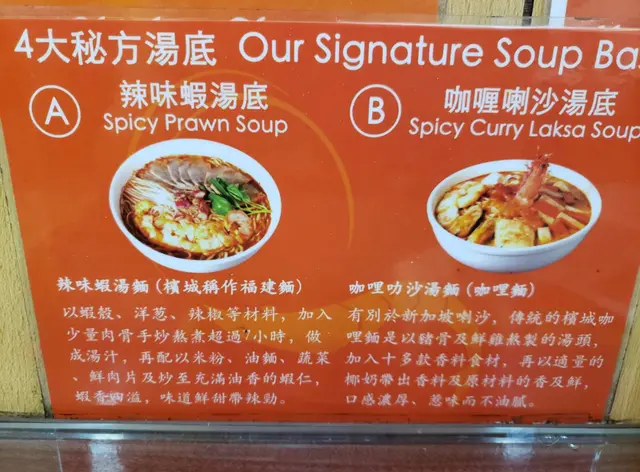 4大秘方湯底 Our Signature Soup Ba
A 辣味蝦湯底
Spicy Prawn Soup
辣味蝦湯麵(檳城稱作福建麵)
以蝦殼、洋葱、辣椒等材料,加入
少量肉骨手炒熬煮超過7小時,做
成湯汁,再配以米粉、油麵、蔬菜
、鮮肉片及炒至充滿油香的蝦仁,
蝦香四溢,味道鮮甜帶辣勁。
B 咖喱喇沙湯底
Spicy Curry Laksa Soup
咖哩叻沙湯麵(咖哩麵)
有別於新加坡喇沙,傳統的檳城咖
哩麵是以豬骨及鮮雞熬製的湯頭,
加入十多款香料食材,再以適量的
椰奶帶出香料及原材料的香及鮮,
口感濃厚、惹味而不油膩。